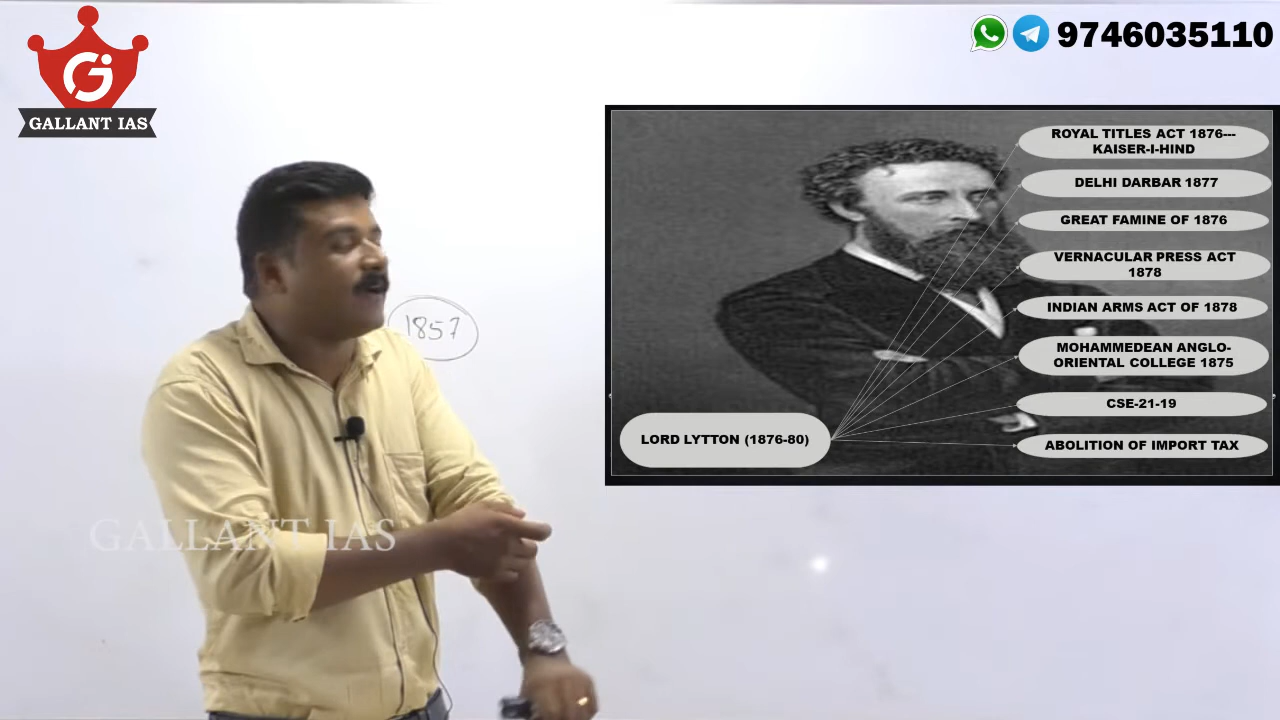 GALLANT IAS
9746035110
ROYAL TITLES ACT 1876---
KAISER-I-HIND
DELHI DARBAR 1877
GREAT FAMINE OF 1876
VERNACULAR PRESS ACT
1878
INDIAN ARMS ACT OF 1878
MOHAMMEDEAN ANGLO-
ORIENTAL COLLEGE 1875
CSE-21-19
ABOLITION OF IMPORT TAX
LORD LYTTON (1876-80)
1857
GALLANT IAS